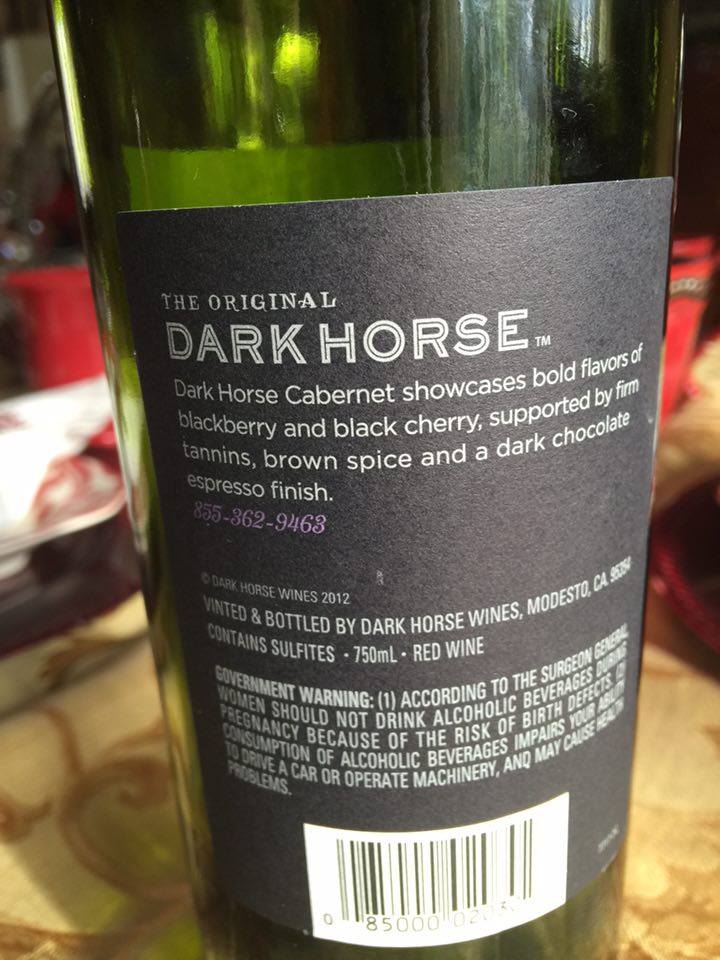 THE ORIGINAL
DARK HORSE™
Dark Horse Cabernet showcases bold flavors of
blackberry and black cherry, supported by firm
tannins, brown spice and a dark chocolate
espresso finish.
855-362-9463
© DARK HORSE WINES 2012
VINTED & BOTTLED BY DARK HORSE WINES, MODESTO, CA. 95354
CONTAINS SULFITES • 750mL • RED WINE
GOVERNMENT WARNING: (1) ACCORDING TO THE SURGEON GENERAL
WOMEN SHOULD NOT DRINK ALCOHOLIC BEVERAGES DURING
PREGNANCY BECAUSE OF THE RISK OF BIRTH DEFECTS. (2)
CONSUMPTION OF ALCOHOLIC BEVERAGES IMPAIRS YOUR ABILITY
TO DRIVE A CAR OR OPERATE MACHINERY, AND MAY CAUSE HEALTH
PROBLEMS.
0 85000